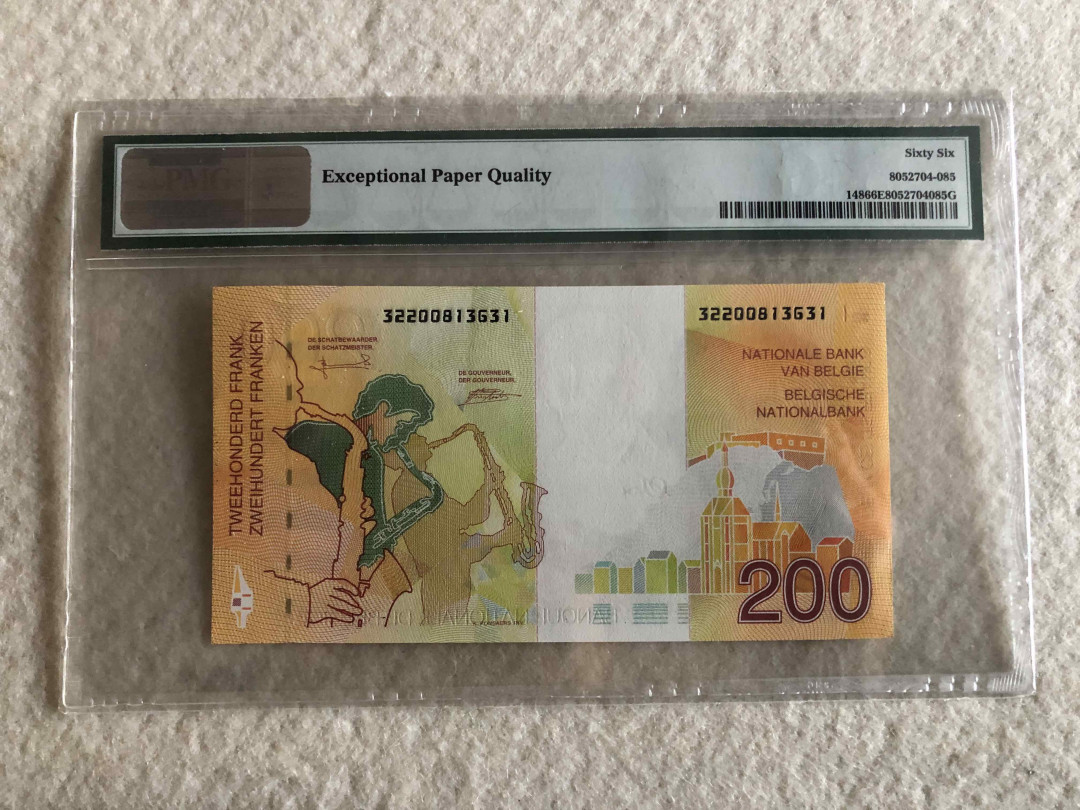 PMG
Exceptional Paper Quality
Sixty Six
8052704-085
14866E8052704085G
TWEEHONDERD FRANK
ZWEIHUNDERT FRANKEN
32200813631
DE SCHATBEWAARDER,
DER SCHATZMEISTER,
DE GOUVERNEUR,
DER GOUVERNEUR,
32200813631
NATIONALE BANK
VAN BELGIE
BELGISCHE
NATIONALBANK
200